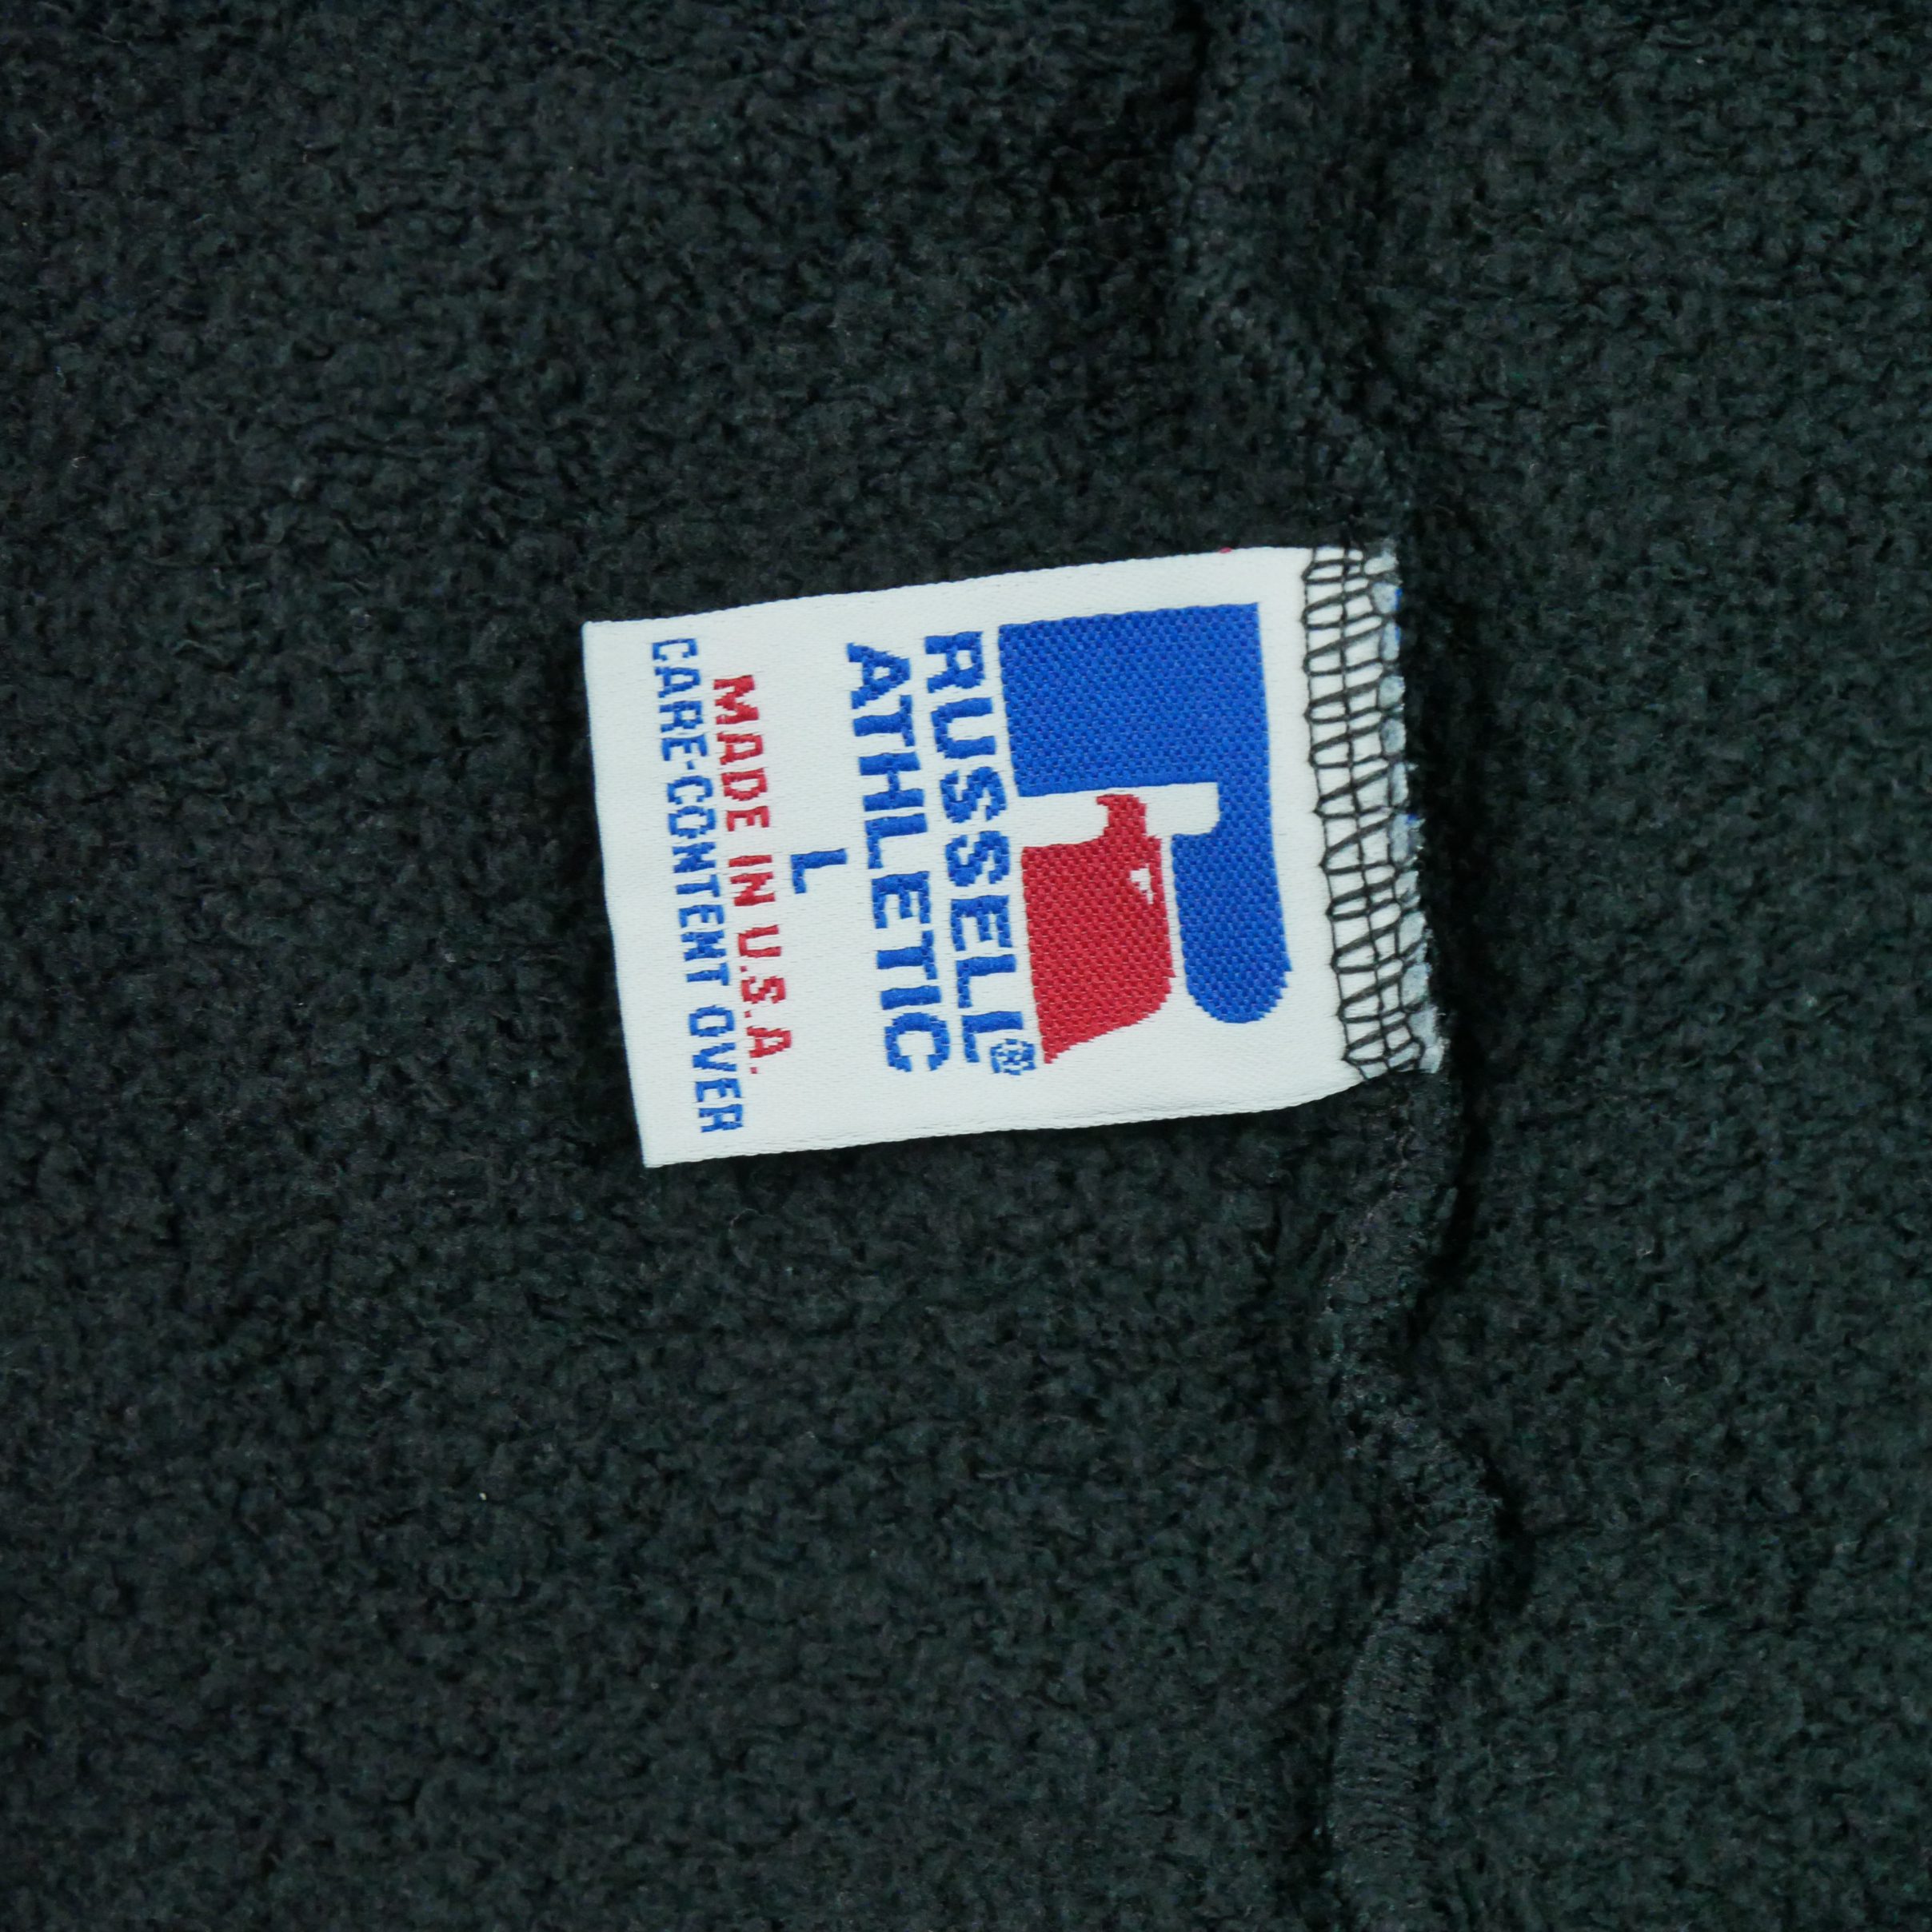 RUSSELL®
ATHLETIC
L
MADE IN U.S.A.
CARE-CONTENT OVER